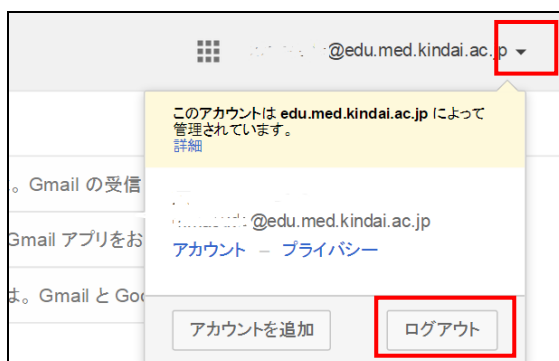 @edu.med.kindai.ac.jp
このアカウントは edu.med.kindai.ac.jp によって
管理されています。
詳細
。Gmail の受信
@edu.med.kindai.ac.jp
Gmail アプリをお
アカウント – プライバシー
は。Gmail と Goo
アカウントを追加
ログアウト